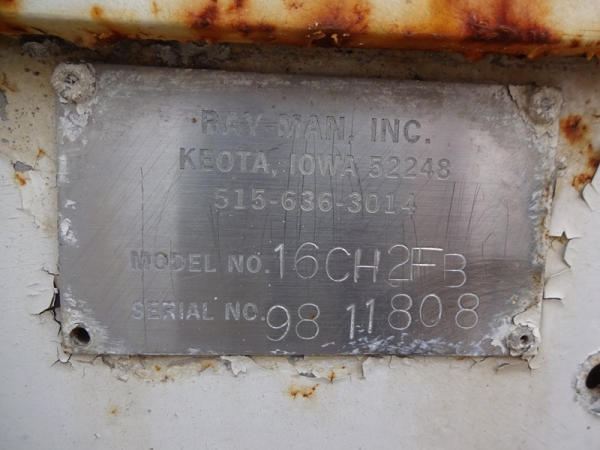 RAY-MAN, INC.
KEOTA, IOWA 52248
515-636-3014
MODEL NO. 16CH2FB
SERIAL NO. 98 11808